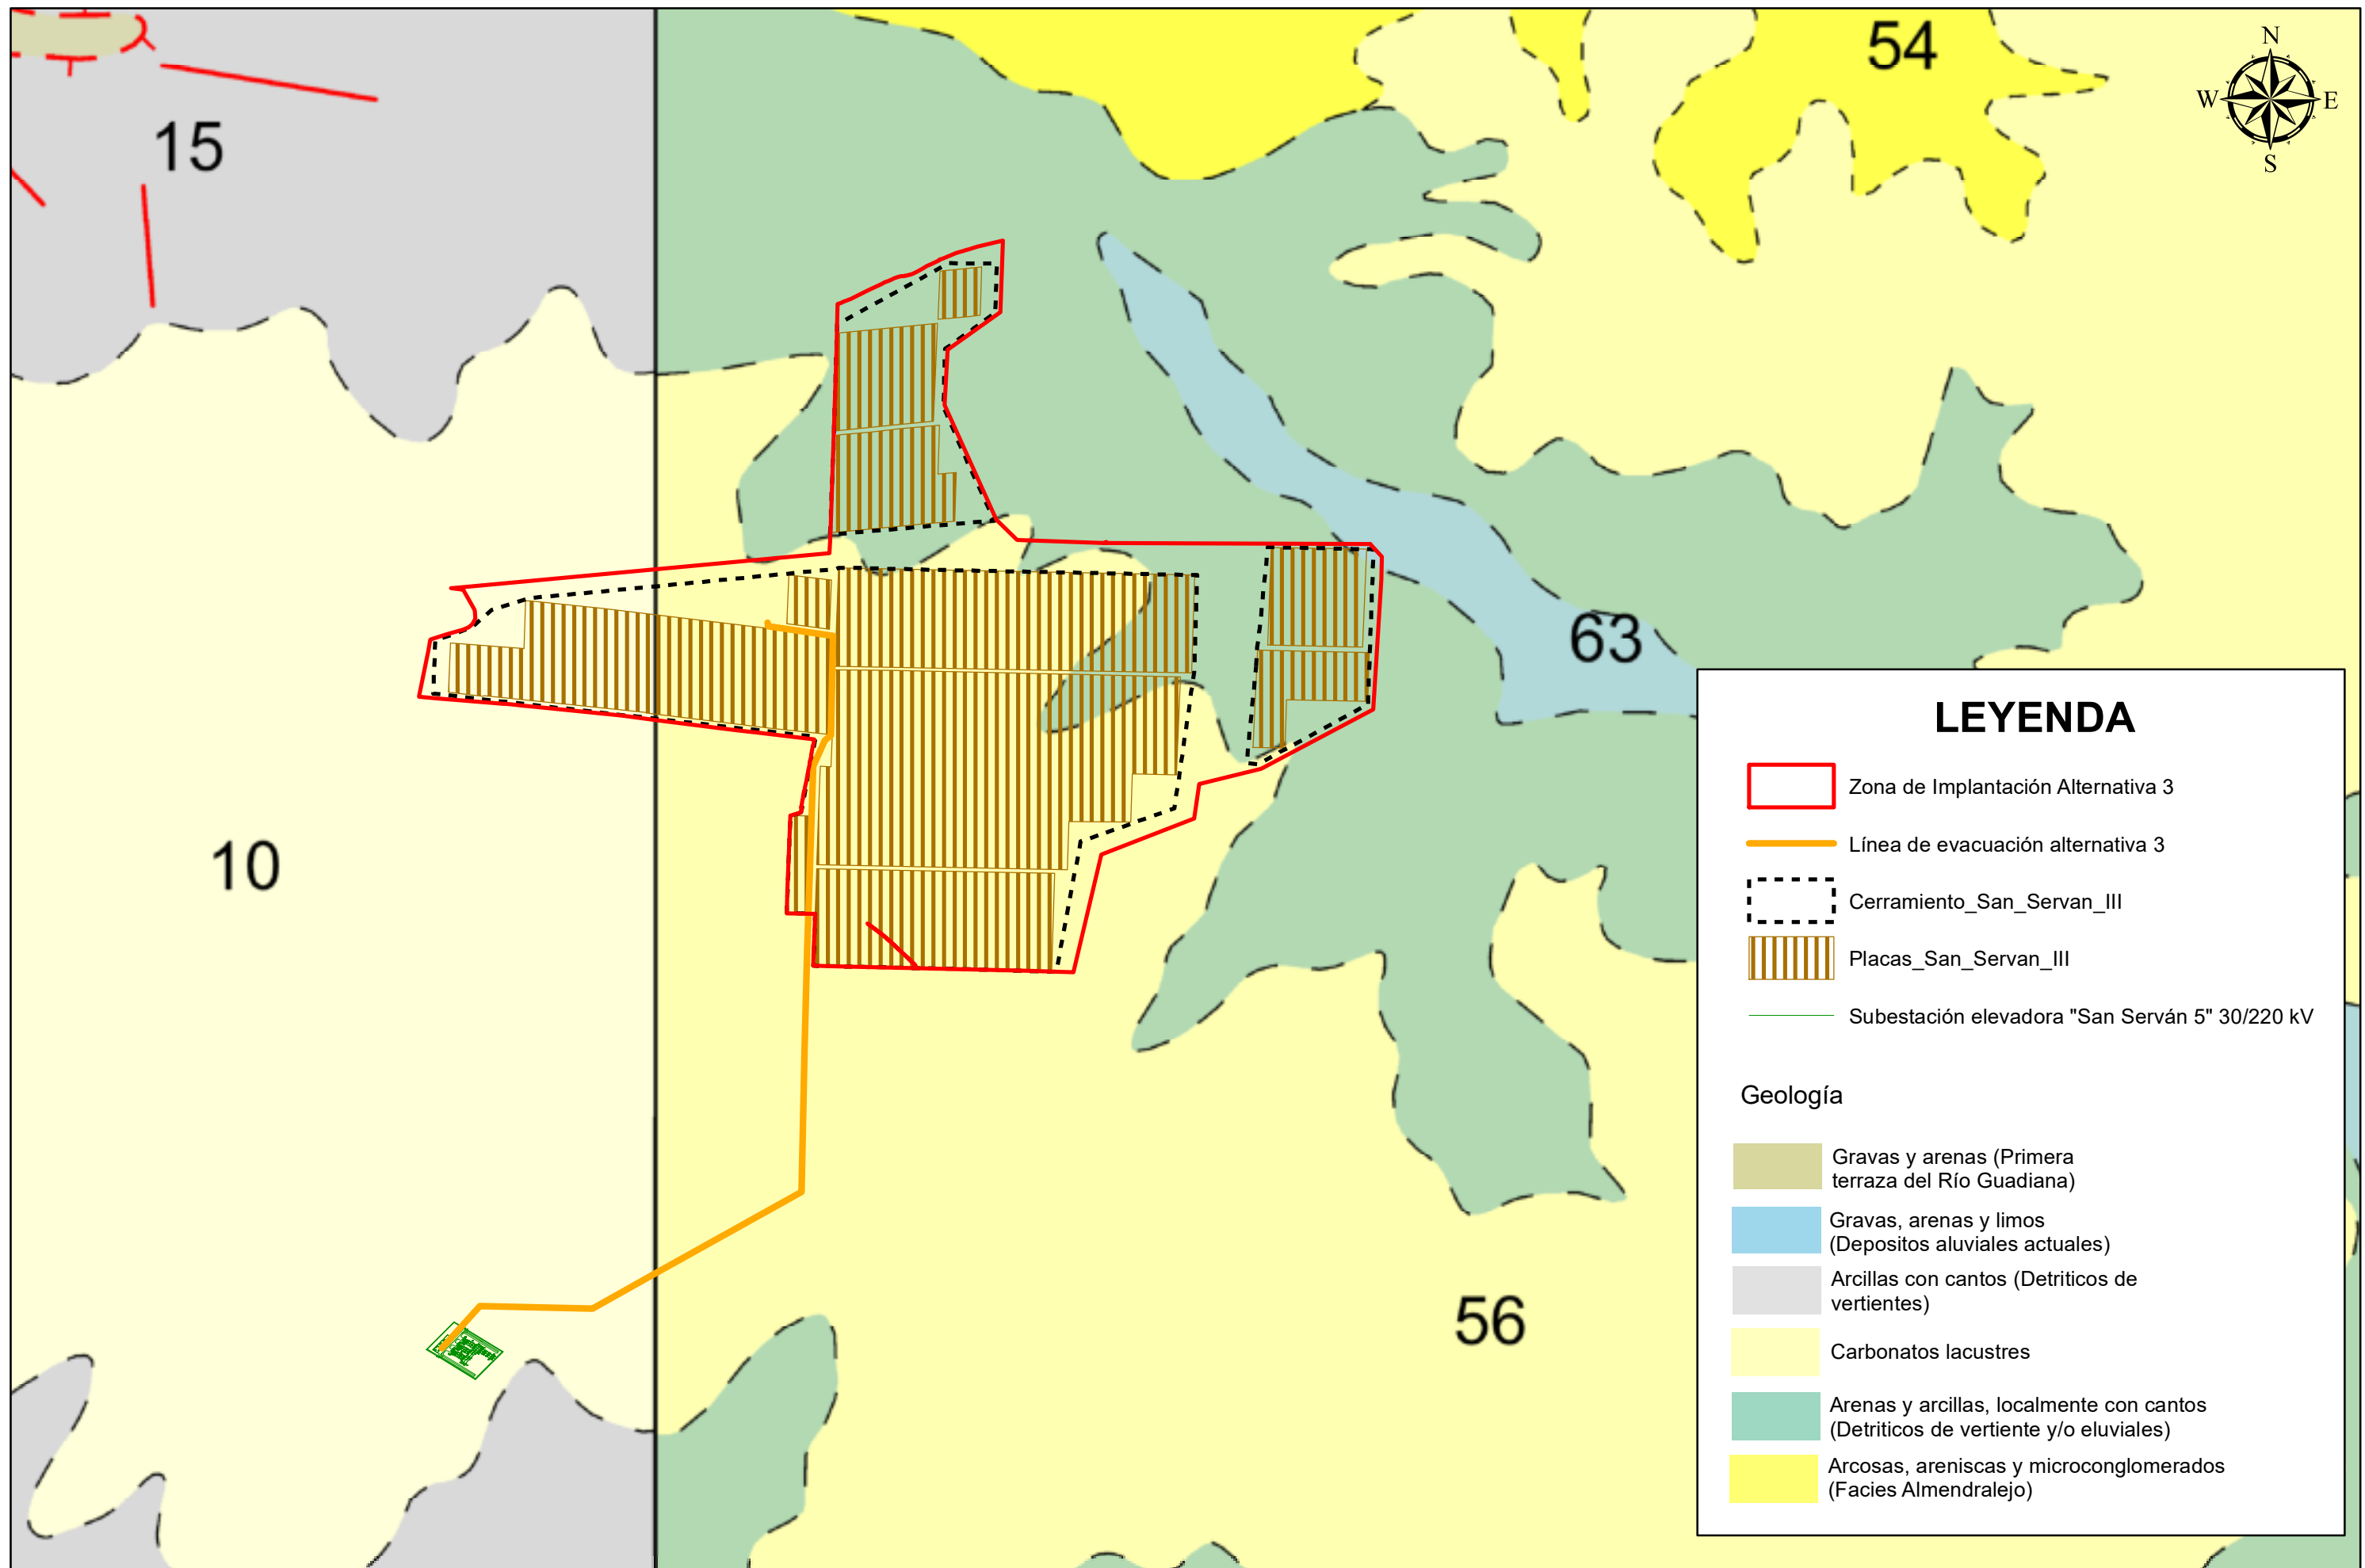 54
N
W
E
S
15
63
10
56
LEYENDA
Zona de Implantación Alternativa 3
Línea de evacuación alternativa 3
Cerramiento_San_Servan_III
Placas_San_Servan_III
Subestación elevadora "San Serván 5" 30/220 kV
Geología
Gravas y arenas (Primera
terraza del Río Guadiana)
Gravas, arenas y limos
(Depositos aluviales actuales)
Arcillas con cantos (Detriticos de
vertientes)
Carbonatos lacustres
Arenas y arcillas, localmente con cantos
(Detriticos de vertiente y/o eluviales)
Arcosas, areniscas y microconglomerados
(Facies Almendralejo)